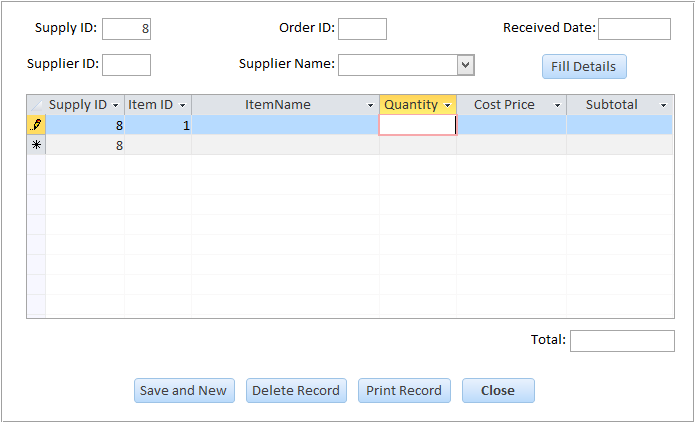 Supply ID: 8 Order ID: Received Date:
Supplier ID: Supplier Name: Fill Details
Supply ID Item ID ItemName Quantity Cost Price Subtotal
8 1
8
Total:
Save and New Delete Record Print Record Close